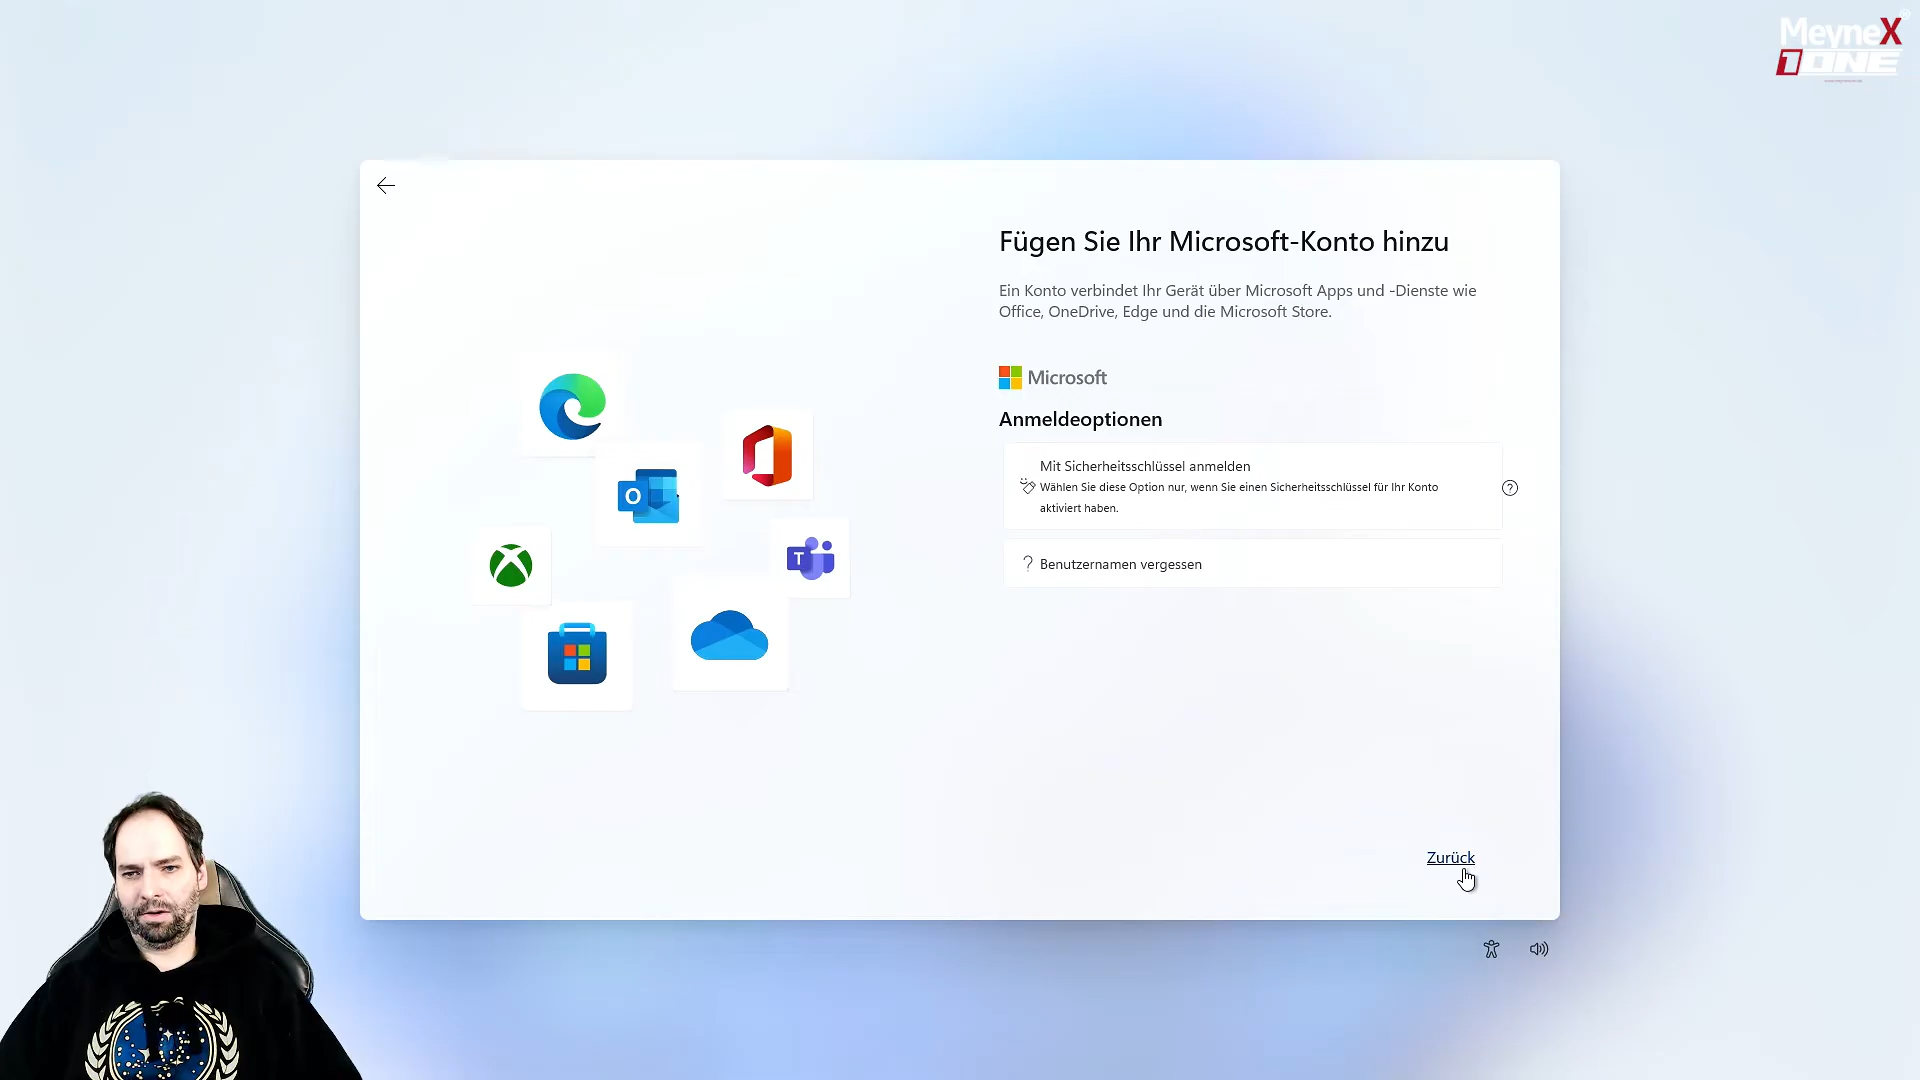 MeyneX
1ONE
Fügen Sie Ihr Microsoft-Konto hinzu
Ein Konto verbindet Ihr Gerät über Microsoft Apps und -Dienste wie
Office, OneDrive, Edge und die Microsoft Store.
Microsoft
Anmeldeoptionen
Mit Sicherheitsschlüssel anmelden
Wählen Sie diese Option nur, wenn Sie einen Sicherheitsschlüssel für Ihr Konto
aktiviert haben.
Benutzernamen vergessen
Zurück